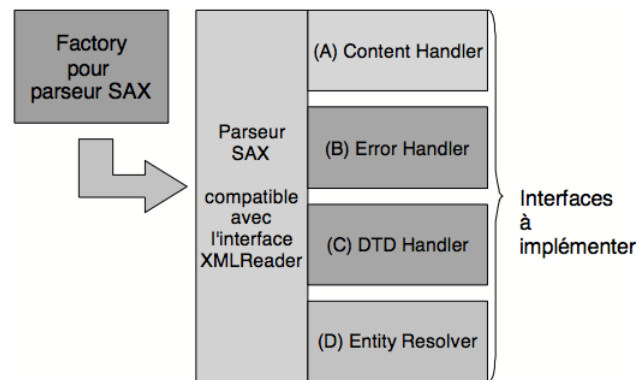 Factory
pour
parseur SAX
Parseur
SAX
compatible
avec
l'interface
XMLReader
(A) Content Handler
(B) Error Handler
(C) DTD Handler
(D) Entity Resolver
Interfaces
à
implémenter